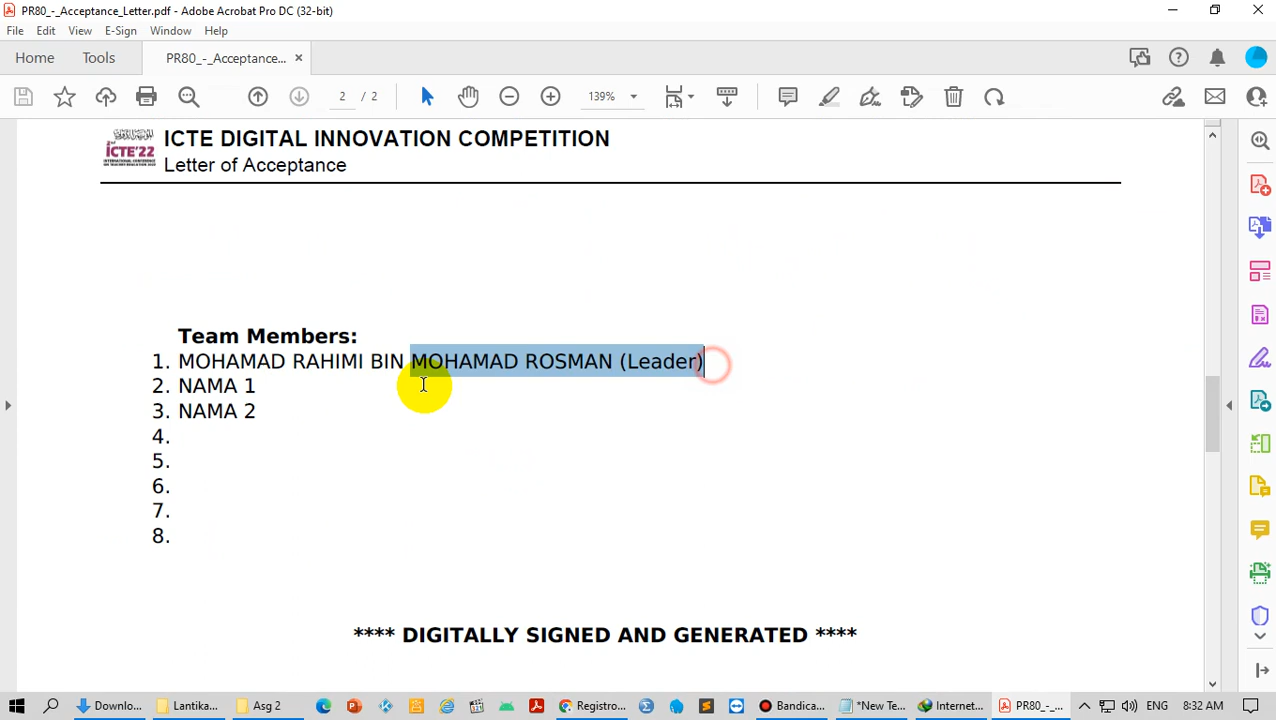 PR80_-_Acceptance_Letter.pdf - Adobe Acrobat Pro DC (32-bit)
File Edit View E-Sign Window Help
Home Tools PR80_-_Acceptance... ×
2 / 2 139%
ICTE'22
ICTE DIGITAL INNOVATION COMPETITION
Letter of Acceptance
Team Members:
1. MOHAMAD RAHIMI BIN MOHAMAD ROSMAN (Leader)
2. NAMA 1
3. NAMA 2
4.
5.
6.
7.
8.
**** DIGITALLY SIGNED AND GENERATED ****
Downlo... Lantika... Asg 2 Registro... Bandica... *New Te... Internet... PR80_-_... ENG 8:32 AM